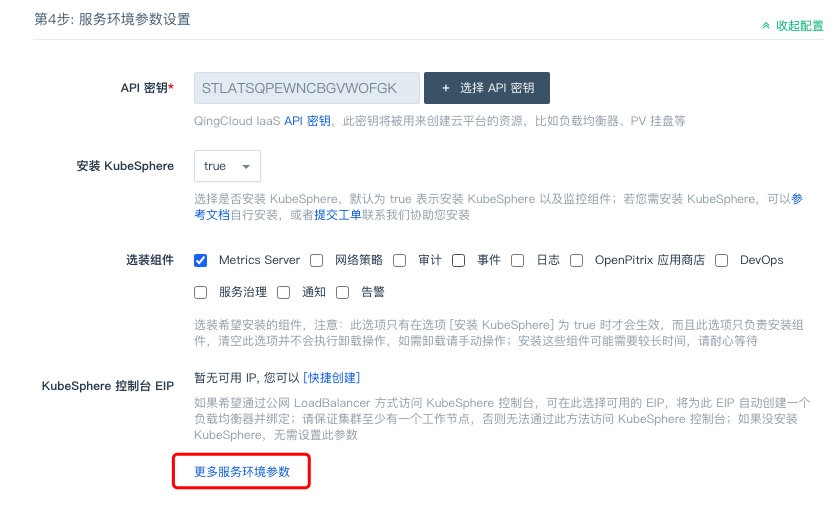 第4步: 服务环境参数设置
收起配置
API 密钥* STLATSQPEWNCBGVWOFGK + 选择 API 密钥
QingCloud IaaS API 密钥，此密钥将被用来创建云平台的资源，比如负载均衡器、PV 挂盘等
安装 KubeSphere true
选择是否安装 KubeSphere，默认为 true 表示安装 KubeSphere 以及监控组件；若您需安装 KubeSphere，可以参
考文档自行安装，或者提交工单联系我们协助您安装
选装组件 Metrics Server 网络策略 审计 事件 日志 OpenPitrix 应用商店 DevOps
服务治理 通知 告警
选装希望安装的组件，注意：此选项只有在选项 [安装 KubeSphere] 为 true 时才会生效，而且此选项只负责安装组
件，清空此选项并不会执行卸载操作，如需卸载请手动操作；安装这些组件可能需要较长时间，请耐心等待
KubeSphere 控制台 EIP 暂无可用 IP, 您可以 [快捷创建]
如果希望通过公网 LoadBalancer 方式访问 KubeSphere 控制台，可在此选择可用的 EIP，将为此 EIP 自动创建一个
负载均衡器并绑定；请保证集群至少有一个工作节点，否则无法通过此方法访问 KubeSphere 控制台；如果没安装
KubeSphere，无需设置此参数
更多服务环境参数